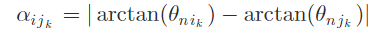 α_{ij_k} = | arctan(θ_{ni_k}) − arctan(θ_{nj_k})|